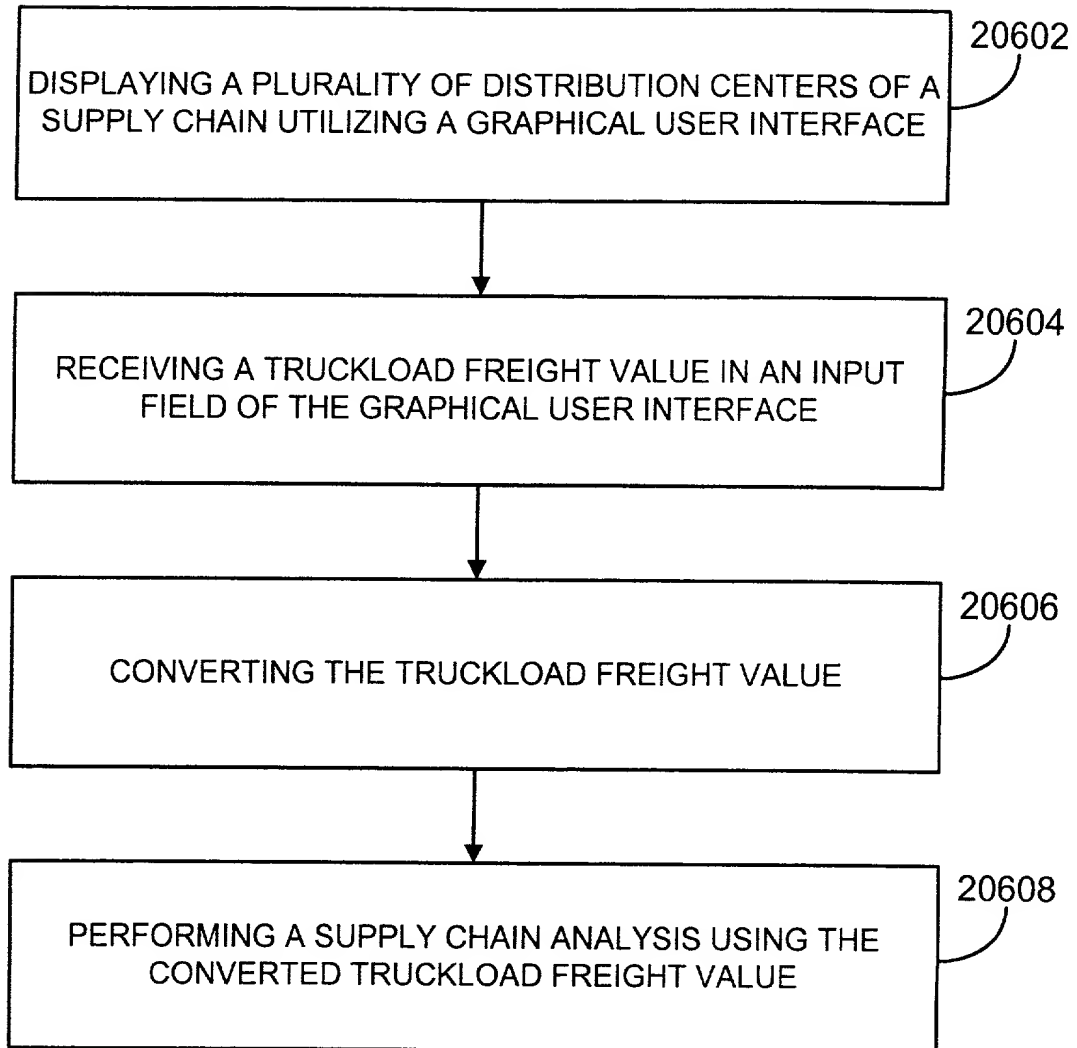 20602
DISPLAYING A PLURALITY OF DISTRIBUTION CENTERS OF A
SUPPLY CHAIN UTILIZING A GRAPHICAL USER INTERFACE
20604
RECEIVING A TRUCKLOAD FREIGHT VALUE IN AN INPUT
FIELD OF THE GRAPHICAL USER INTERFACE
20606
CONVERTING THE TRUCKLOAD FREIGHT VALUE
20608
PERFORMING A SUPPLY CHAIN ANALYSIS USING THE
CONVERTED TRUCKLOAD FREIGHT VALUE